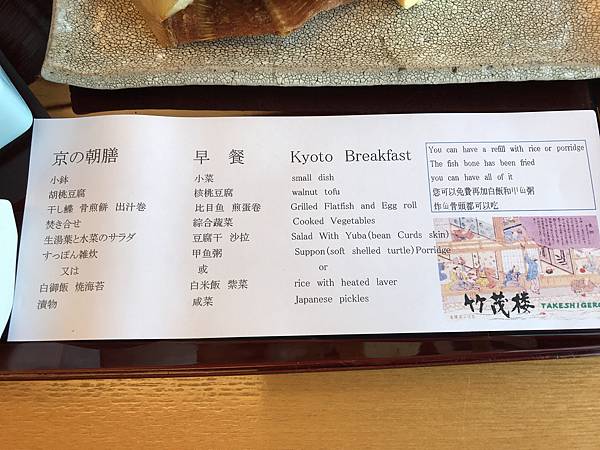 京の朝膳 早 餐 Kyoto Breakfast
小鉢 小菜 small dish
胡桃豆腐 核桃豆腐 walnut tofu
干し鰈 骨煎餅 出汁巻 比目鱼 煎蛋卷 Grilled Flatfish and Egg roll
焚き合せ 綜合蔬菜 Cooked Vegetables
生湯葉と水菜のサラダ 豆腐干 沙拉 Salad With Yuba(bean Curds skin)
すっぽん雑炊 甲鱼粥 Suppon(soft shelled turtle)Porridge
又は 或 or
白御飯 焼海苔 白米飯 紫菜 rice with heated laver
漬物 咸菜 Japanese pickles
You can have a refill with rice or porridge
The fish bone has been fried
you can have all of it
您可以免費再加白飯和甲鱼粥
炸鱼骨頭都可以吃
竹茂楼 TAKESHIGERO